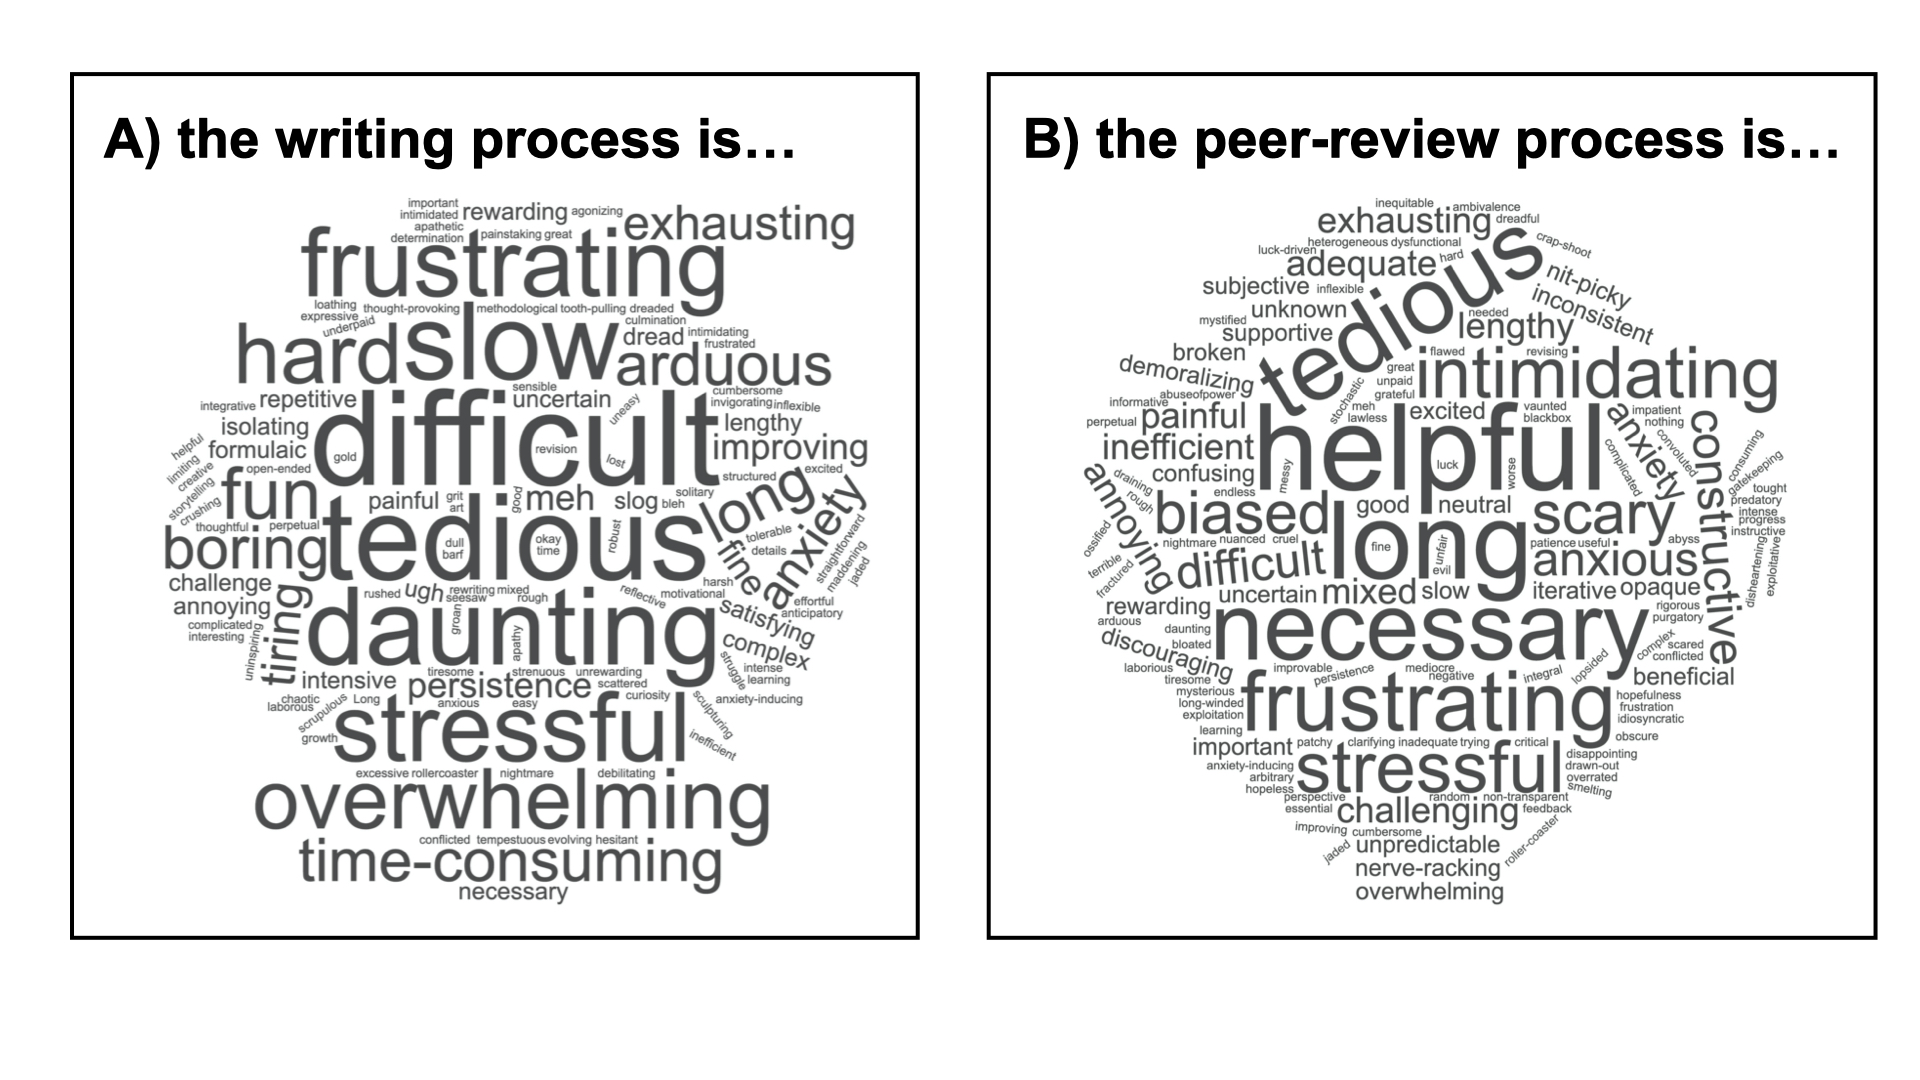 A) the writing process is…
important
intimidated
rewarding
agonizing
exhausting
apathetic
determination
painstaking great
frustrating
loathing
expressive
thought-provoking
methodological tooth-pulling dreaded
underpaid
culmination
hard
slow
dread
intimidating
frustrated
arduous
sensible
uncertain
uneasy
cumbersome
invigorating
inflexible
integrative
repetitive
difficult
lengthy
isolating
formulaic
improving
gold
revision
lost
helpful
limiting
creative
storytelling
crushing
open-ended
structured
excited
fun
painful
grit
art
good
meh
slog
bleh
solitary
long
anxiety
thoughtful
perpetual
tedious
robust
tolerable
details
straightforward
maddening
jaded
boring
dull
barf
okay
time
fine
challenge
annoying
tiring
rushed
ugh
rewriting mixed
seesaw
rough
reflective
motivational
harsh
effortful
anticipatory
complicated
interesting
uninspiring
daunting
groan
apathy
satisfying
complex
struggle
intense
learning
intensive
tiresome
strenuous
unrewarding
persistence
scattered
curiosity
chaotic
laborous
scrupulous
Long
anxious
easy
sculpturing
anxiety-inducing
growth
stressful
inefficient
excessive rollercoaster
nightmare
debilitating
overwhelming
conflicted
tempestuous
evolving
hesitant
time-consuming
necessary
B) the peer-review process is…
inequitable
ambivalence
exhausting
dreadful
heterogeneous dysfunctional
luck-driven
crap-shoot
adequate
hard
tedious
nit-picky
subjective
inflexible
inconsistent
unknown
mystified
supportive
needed
lengthy
broken
flawed
revising
demoralizing
great
unpaid
grateful
intimidating
abuseofpower
informative
stochastic
meh
lawless
excited
vaunted
blackbox
anxiety
impatient
nothing
constructive
perpetual
painful
helpful
inefficient
confusing
luck
messy
worse
complicated
convoluted
consuming
gatekeeping
annoying
draining
rough
endless
tought
predatory
intense
progress
instructive
biased
good
neutral
scary
ossified
nightmare
nuanced
cruel
long
fine
unfair
evil
patience
useful
abyss
terrible
fractured
difficult
anxious
disheartening
exploitative
uncertain
mixed
slow
iterative
opaque
rewarding
arduous
daunting
necessary
rigorous
purgatory
discouraging
bloated
complex
scared
conflicted
laborious
tiresome
improvable
persistence
mediocre
negative
integral
lopsided
beneficial
mysterious
long-winded
exploitation
frustrating
hopefulness
frustration
idiosyncratic
learning
obscure
important
patchy
clarifying
inadequate
trying
critical
anxiety-inducing
arbitrary
hopeless
stressful
disappointing
drawn-out
overrated
smelting
perspective
essential
random
non-transparent
challenging
feedback
improving
cumbersome
jaded
unpredictable
roller-coaster
nerve-racking
overwhelming